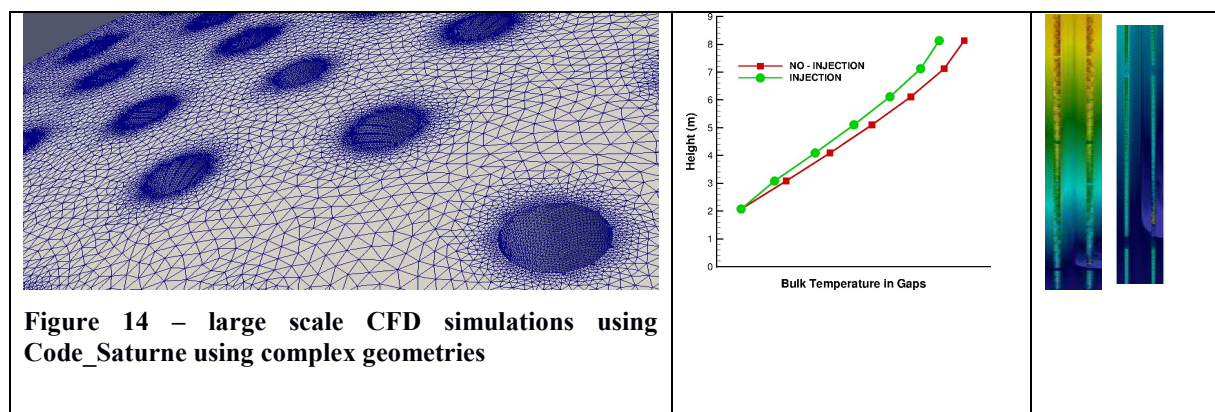 Figure 14 – large scale CFD simulations using
Code_Saturne using complex geometries
9
8
7
6
5
4
3
2
1
0
Height (m)
NO - INJECTION
INJECTION
Bulk Temperature in Gaps